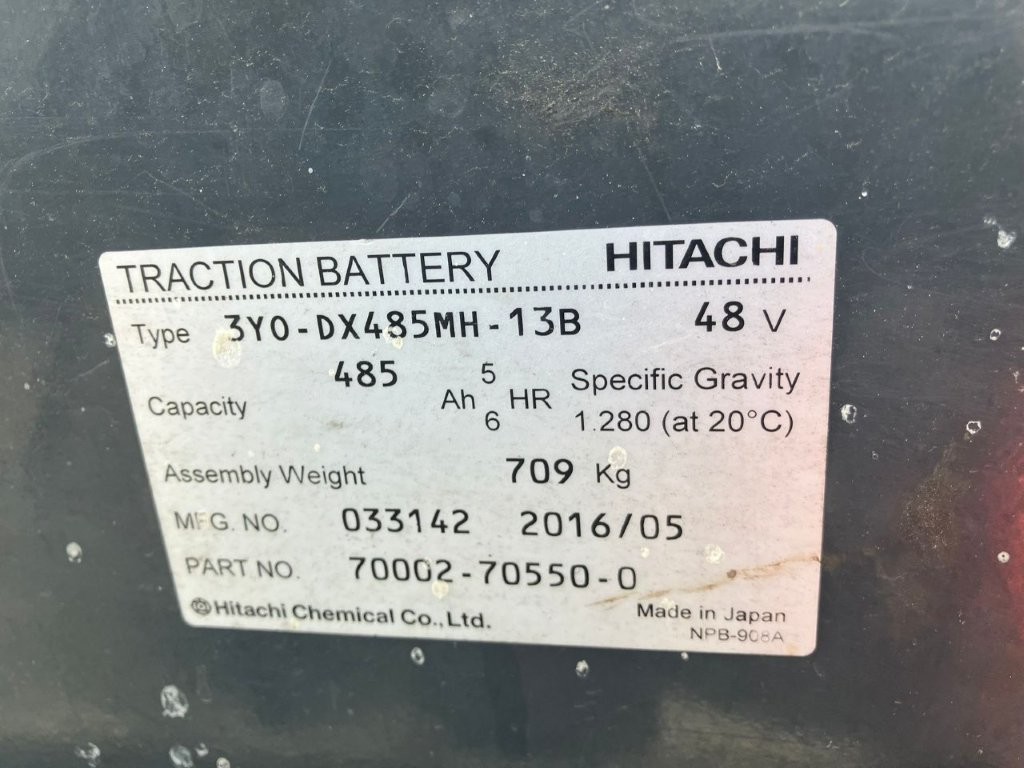 TRACTION BATTERY HITACHI
Type 3Y0-DX485MH-13B 48 V
Capacity 485 Ah 5 HR
6
Specific Gravity
1.280 (at 20°C)
Assembly Weight 709 Kg
MFG. NO. 033142 2016/05
PART NO. 70002-70550-0
Hitachi Chemical Co.,Ltd. Made in Japan
NPB-908A